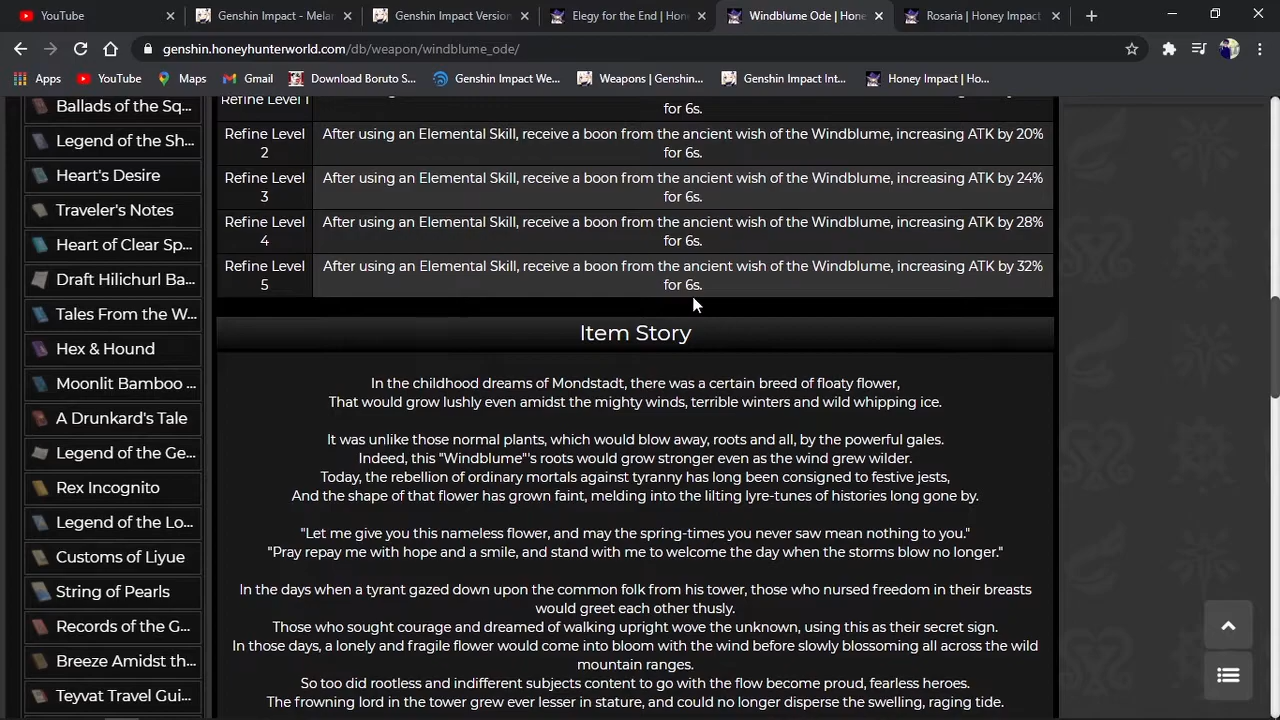 YouTube
Genshin Impact - Melar
Genshin Impact Version
Elegy for the End | Hone
Windblume Ode | Hone
Rosaria | Honey Impact |
genshin.honeyhunterworld.com/db/weapon/windblume_ode/
Apps
YouTube
Maps
Gmail
Download Boruto S...
Genshin Impact We...
Weapons | Genshin...
Genshin Impact Int...
Honey Impact | Ho...
Ballads of the Sq...
Legend of the Sh...
Heart's Desire
Traveler's Notes
Heart of Clear Sp...
Draft Hilichurl Ba...
Tales From the W...
Hex & Hound
Moonlit Bamboo ...
A Drunkard's Tale
Legend of the Ge...
Rex Incognito
Legend of the Lo...
Customs of Liyue
String of Pearls
Records of the G...
Breeze Amidst th...
Teyvat Travel Gui...
Refine Level 1
for 6s.
Refine Level
2
After using an Elemental Skill, receive a boon from the ancient wish of the Windblume, increasing ATK by 20%
for 6s.
Refine Level
3
After using an Elemental Skill, receive a boon from the ancient wish of the Windblume, increasing ATK by 24%
for 6s.
Refine Level
4
After using an Elemental Skill, receive a boon from the ancient wish of the Windblume, increasing ATK by 28%
for 6s.
Refine Level
5
After using an Elemental Skill, receive a boon from the ancient wish of the Windblume, increasing ATK by 32%
for 6s.
Item Story
In the childhood dreams of Mondstadt, there was a certain breed of floaty flower,
That would grow lushly even amidst the mighty winds, terrible winters and wild whipping ice.
It was unlike those normal plants, which would blow away, roots and all, by the powerful gales.
Indeed, this "Windblume"'s roots would grow stronger even as the wind grew wilder.
Today, the rebellion of ordinary mortals against tyranny has long been consigned to festive jests,
And the shape of that flower has grown faint, melding into the lilting lyre-tunes of histories long gone by.
"Let me give you this nameless flower, and may the spring-times you never saw mean nothing to you."
"Pray repay me with hope and a smile, and stand with me to welcome the day when the storms blow no longer."
In the days when a tyrant gazed down upon the common folk from his tower, those who nursed freedom in their breasts
would greet each other thusly.
Those who sought courage and dreamed of walking upright wove the unknown, using this as their secret sign.
In those days, a lonely and fragile flower would come into bloom with the wind before slowly blossoming all across the wild
mountain ranges.
So too did rootless and indifferent subjects content to go with the flow become proud, fearless heroes.
The frowning lord in the tower grew ever lesser in stature, and could no longer disperse the swelling, raging tide.